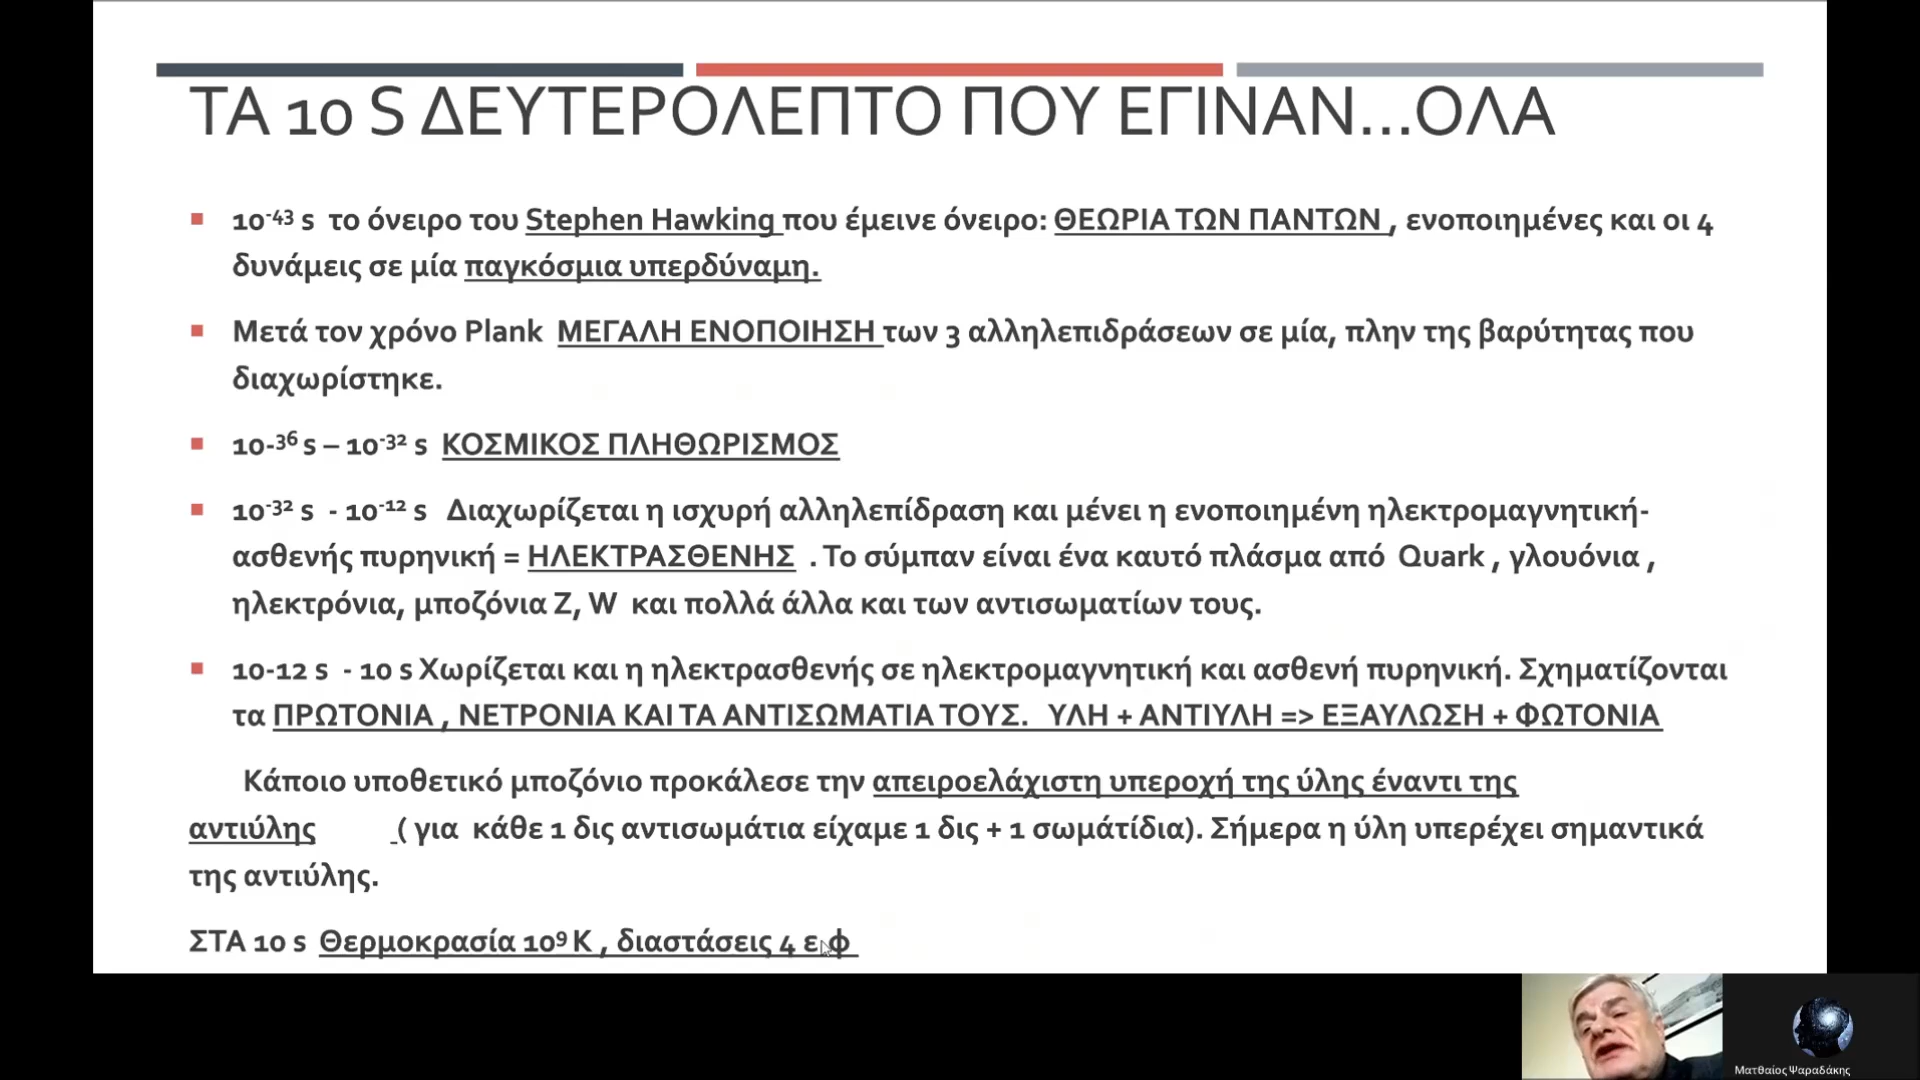 ΤΑ 10 S ΔΕΥΤΕΡΟΛΕΠΤΟ ΠΟΥ ΕΓΙΝΑΝ...ΟΛΑ
10⁻⁴³ s το όνειρο του Stephen Hawking που έμεινε όνειρο: ΘΕΩΡΙΑ ΤΩΝ ΠΑΝΤΩΝ , ενοποιημένες και οι 4
δυνάμεις σε μία παγκόσμια υπερδύναμη.
Μετά τον χρόνο Plank ΜΕΓΑΛΗ ΕΝΟΠΟΙΗΣΗ των 3 αλληλεπιδράσεων σε μία, πλην της βαρύτητας που
διαχωρίστηκε.
10-³⁶ s – 10⁻³² s ΚΟΣΜΙΚΟΣ ΠΛΗΘΩΡΙΣΜΟΣ
10⁻³² s - 10⁻¹² s Διαχωρίζεται η ισχυρή αλληλεπίδραση και μένει η ενοποιημένη ηλεκτρομαγνητική-
ασθενής πυρηνική = ΗΛΕΚΤΡΑΣΘΕΝΗΣ . Το σύμπαν είναι ένα καυτό πλάσμα από Quark , γλουόνια ,
ηλεκτρόνια, μποζόνια Z, W και πολλά άλλα και των αντισωματίων τους.
10-12 s - 10 s Χωρίζεται και η ηλεκτρασθενής σε ηλεκτρομαγνητική και ασθενή πυρηνική. Σχηματίζονται
τα ΠΡΩΤΟΝΙΑ , ΝΕΤΡΟΝΙΑ ΚΑΙ ΤΑ ΑΝΤΙΣΩΜΑΤΙΑ ΤΟΥΣ. ΥΛΗ + ΑΝΤΙΥΛΗ => ΕΞΑΥΛΩΣΗ + ΦΩΤΟΝΙΑ
Κάποιο υποθετικό μποζόνιο προκάλεσε την απειροελάχιστη υπεροχή της ύλης έναντι της
αντιύλης ( για κάθε 1 δις αντισωμάτια είχαμε 1 δις + 1 σωμάτίδια). Σήμερα η ύλη υπερέχει σημαντικά
της αντιύλης.
ΣΤΑ 10 s Θερμοκρασία 10⁹ Κ , διαστάσεις 4 ε.φ
Ματθαίος Ψαραδάκης